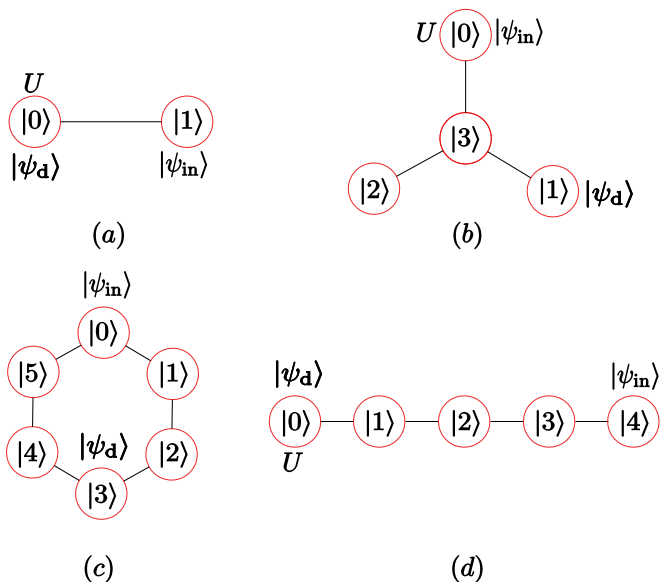 U
|0⟩ |1⟩
|ψd⟩ |ψin⟩
(a)
U |0⟩ |ψin⟩
|3⟩
|2⟩ |1⟩ |ψd⟩
(b)
|ψin⟩
|0⟩
|5⟩ |1⟩
|ψd⟩
|4⟩ |2⟩
|3⟩
(c)
|ψd⟩ |ψin⟩
|0⟩ |1⟩ |2⟩ |3⟩ |4⟩
U
(d)